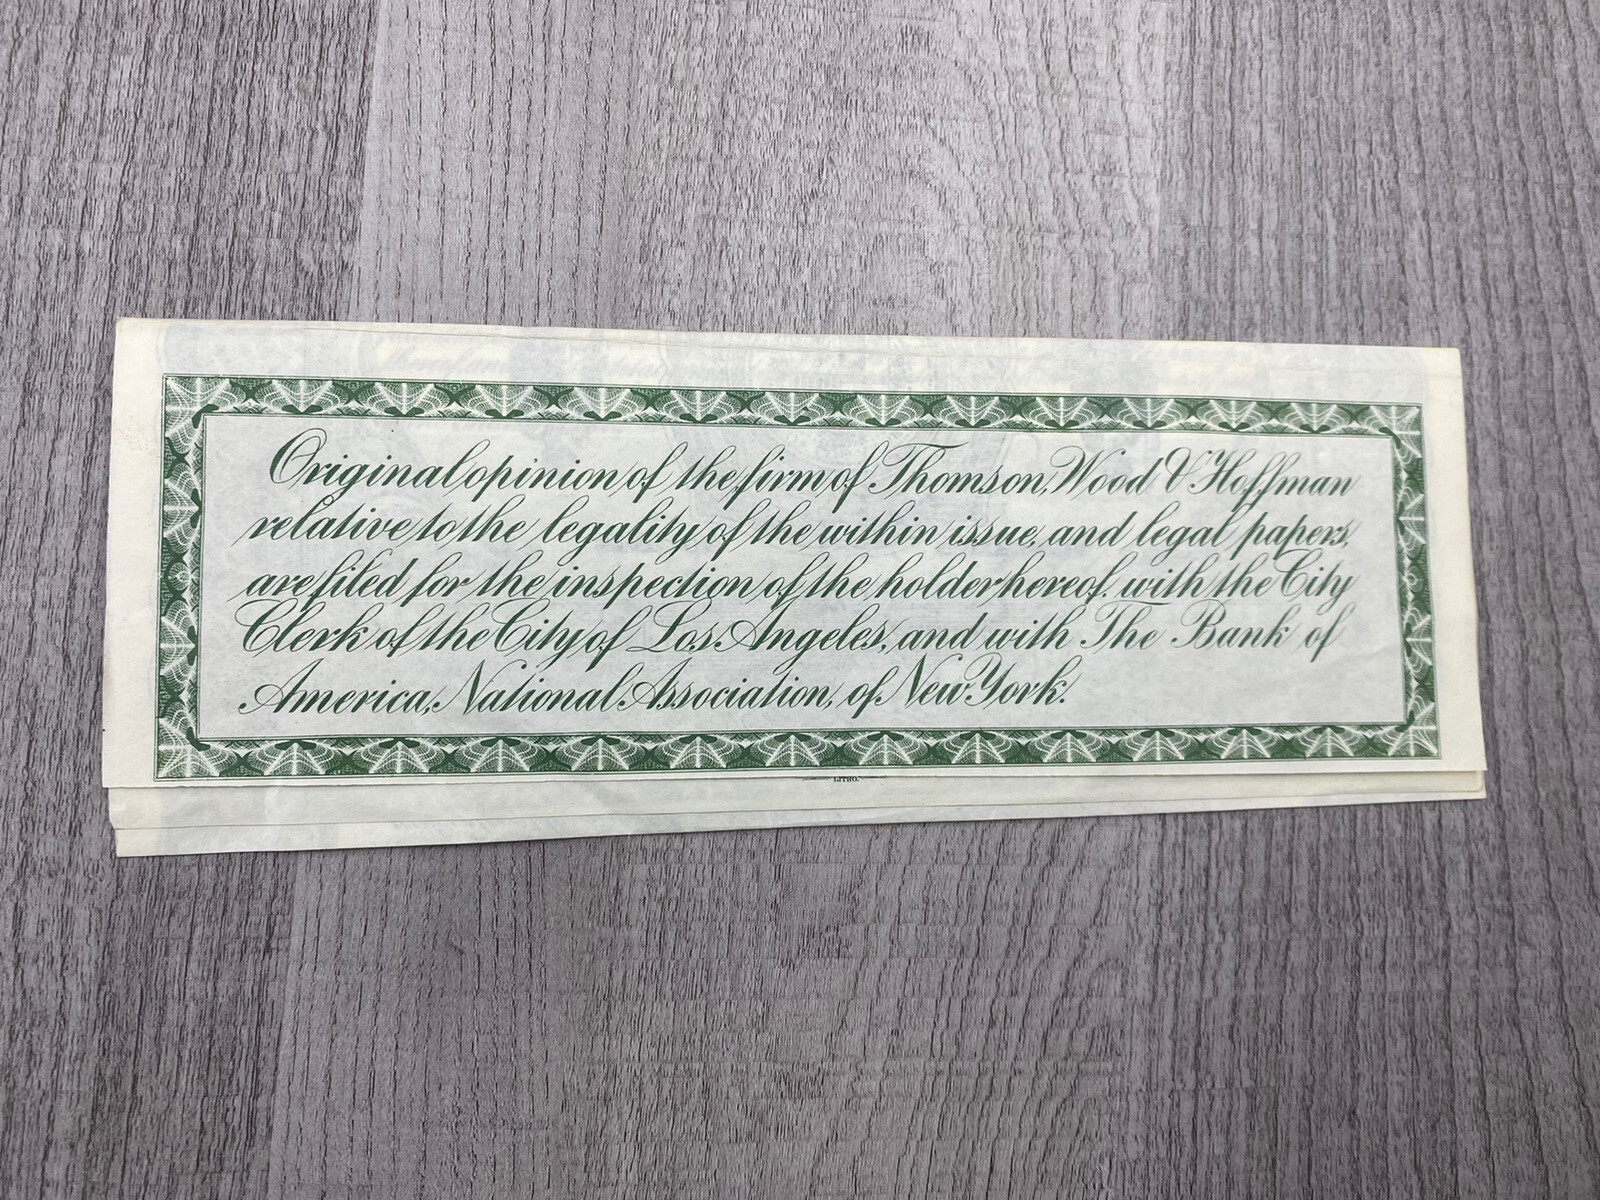 Original opinion of the firm of Thomson, Wood & Hoffman
relative to the legality of the within issue, and legal papers,
are filed for the inspection of the holder hereof, with the City
Clerk of the City of Los Angeles, and with The Bank of
America, National Association, of New York.
LITHO.